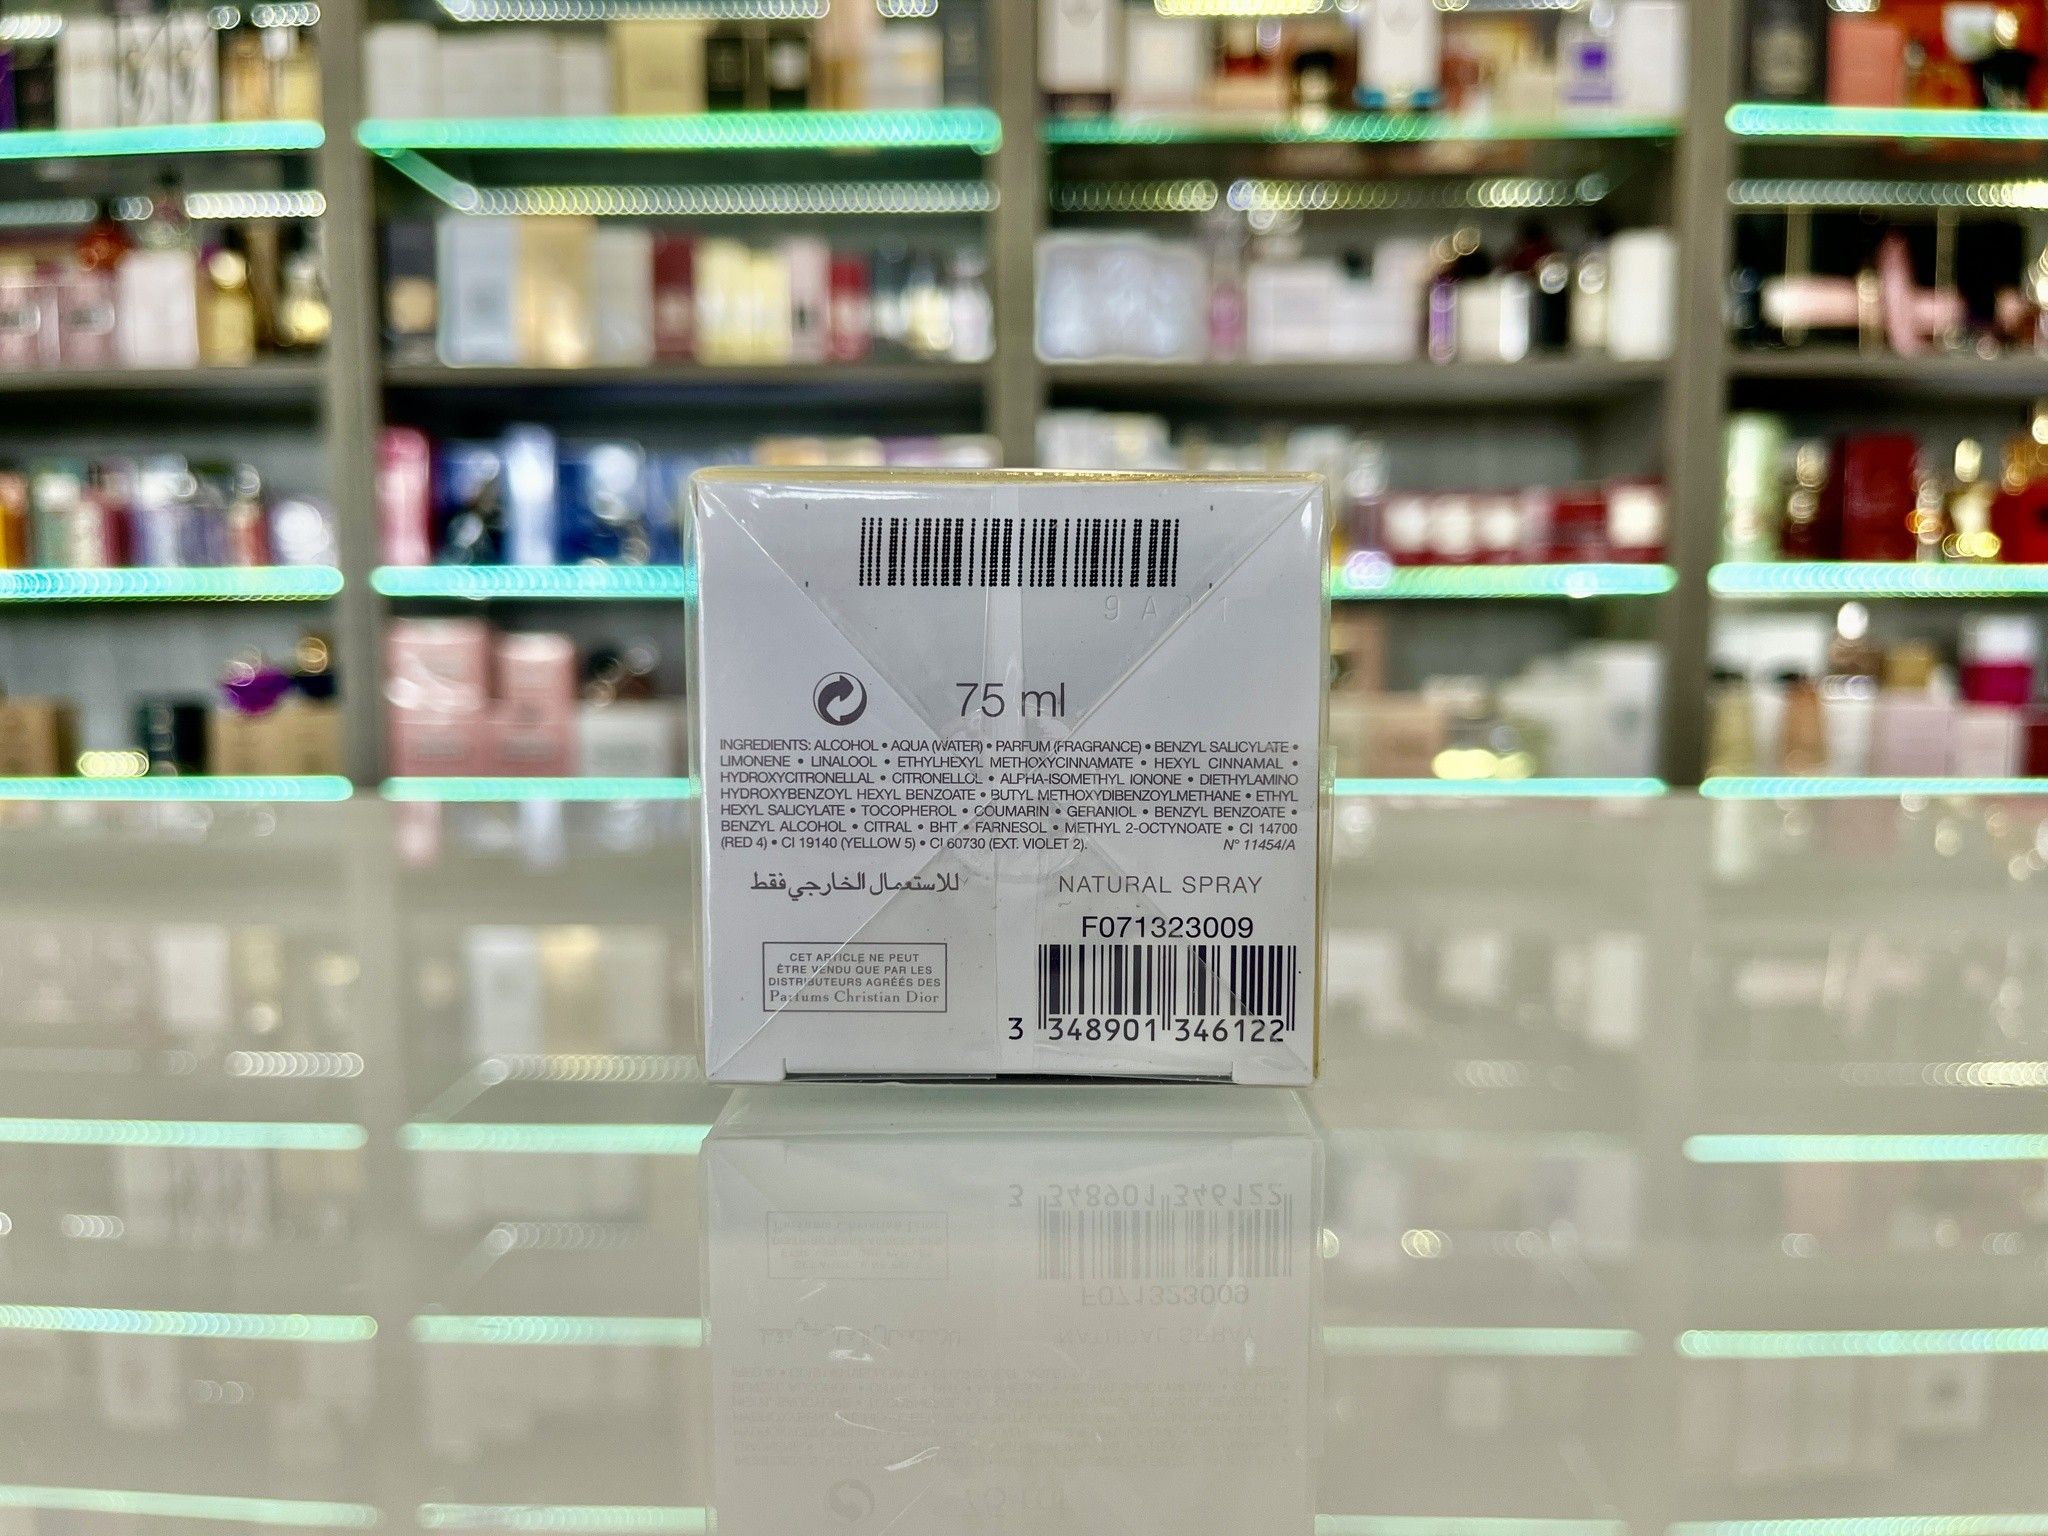 9 A 0 1
75 ml
INGREDIENTS: ALCOHOL • AQUA (WATER) • PARFUM (FRAGRANCE) • BENZYL SALICYLATE •
LIMONENE • LINALOOL • ETHYLHEXYL METHOXYCINNAMATE • HEXYL CINNAMAL •
HYDROXYCITRONELLAL • CITRONELLOL • ALPHA-ISOMETHYL IONONE • DIETHYLAMINO
HYDROXYBENZOYL HEXYL BENZOATE • BUTYL METHOXYDIBENZOYLMETHANE • ETHYL
HEXYL SALICYLATE • TOCOPHEROL • COUMARIN • GERANIOL • BENZYL BENZOATE •
BENZYL ALCOHOL • CITRAL • BHT • FARNESOL • METHYL 2-OCTYNOATE • CI 14700
(RED 4) • CI 19140 (YELLOW 5) • CI 60730 (EXT. VIOLET 2).
N° 11454/A
للاستعمال الخارجي فقط
NATURAL SPRAY
F071323009
CET ARTICLE NE PEUT
ÊTRE VENDU QUE PAR LES
DISTRIBUTEURS AGRÉÉS DES
Parfums Christian Dior
3 348901 346122